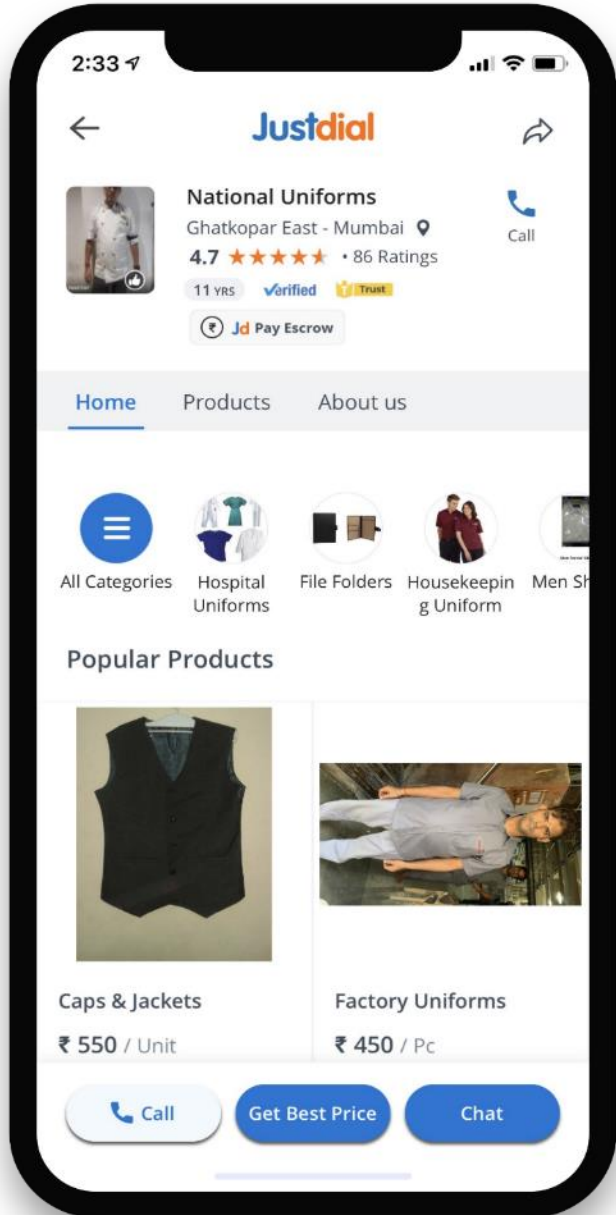 2:33
Justdial
National Uniforms
Ghatkopar East - Mumbai
Call
4.7 ★★★★★ • 86 Ratings
11 YRS Verified Trust
₹ Jd Pay Escrow
Home Products About us
All Categories
Hospital
Uniforms
File Folders
Housekeepin
g Uniform
Men Sh
Popular Products
Caps & Jackets
₹ 550 / Unit
Factory Uniforms
₹ 450 / Pc
Call
Get Best Price
Chat